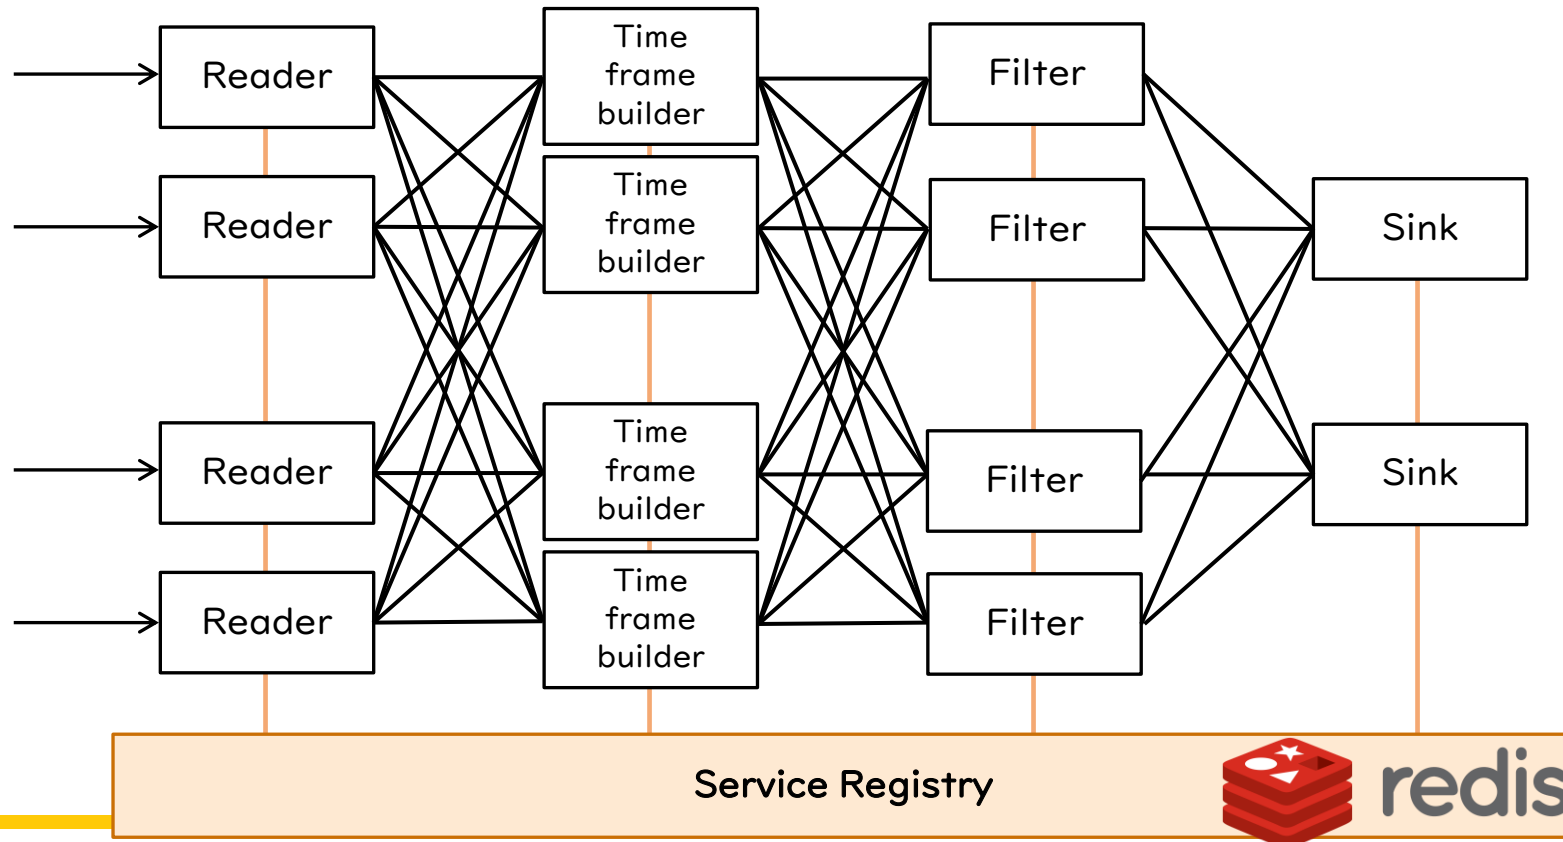 Reader
Time
frame
builder
Filter
Reader
Time
frame
builder
Filter
Sink
Reader
Time
frame
builder
Filter
Sink
Reader
Time
frame
builder
Filter
Service Registry
redis